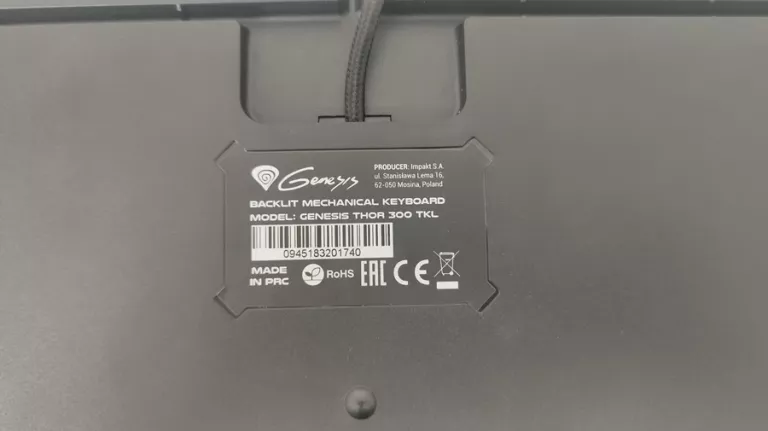 Genesis
PRODUCER: Impakt S.A.
ul. Stanisława Lema 16,
62-050 Mosina, Poland
BACKLIT MECHANICAL KEYBOARD
MODEL: GENESIS THOR 300 TKL
0945183201740
MADE
IN PRC
RoHS
EAC
CE